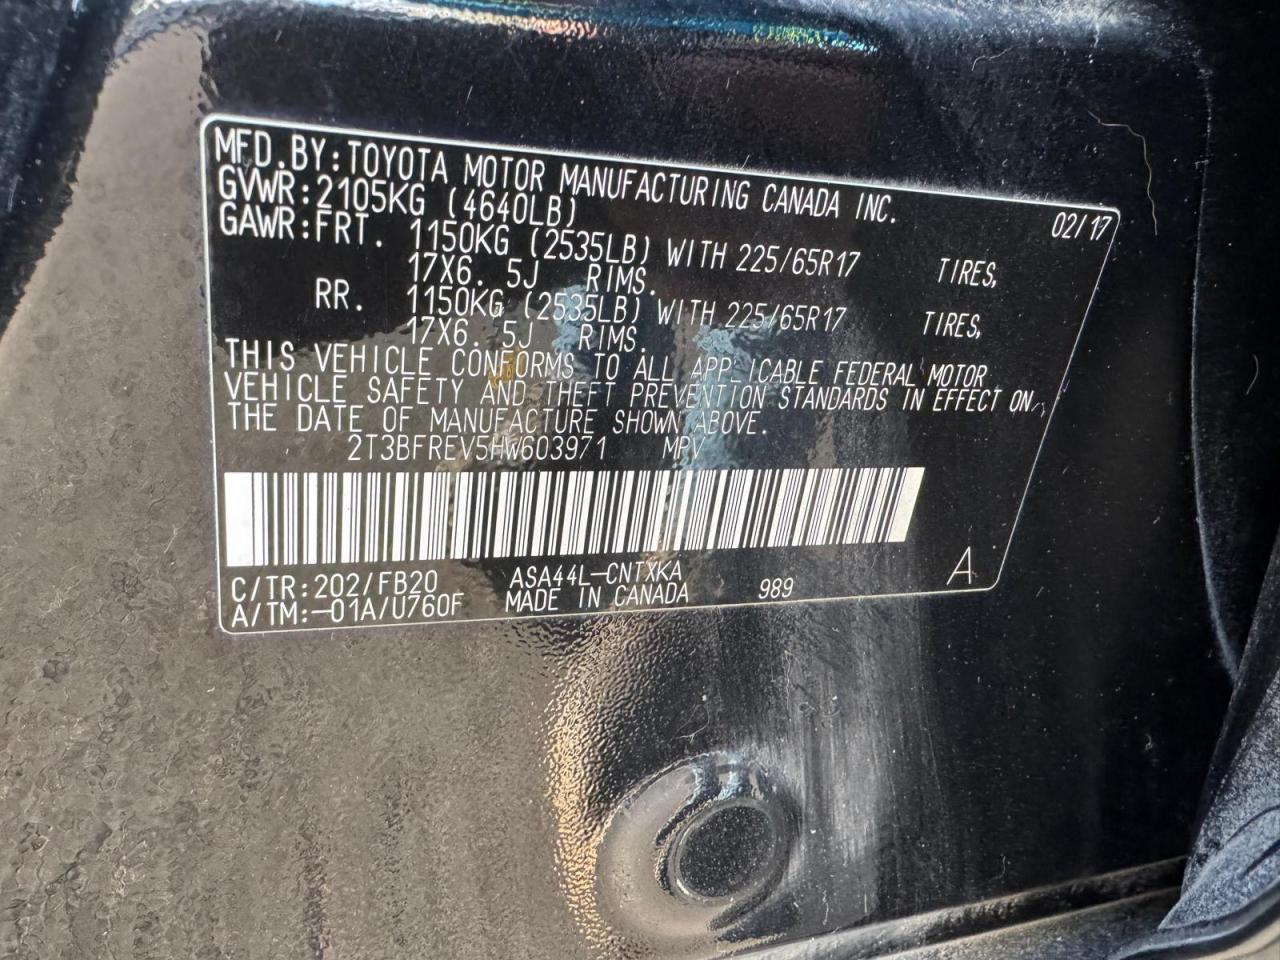 MFD.BY:TOYOTA MOTOR MANUFACTURING CANADA INC. 02/17
GVWR:2105KG (4640LB)
GAWR:FRT. 1150KG (2535LB) WITH 225/65R17 TIRES,
17X6.5J RIMS.
RR. 1150KG (2535LB) WITH 225/65R17 TIRES,
17X6.5J RIMS.
THIS VEHICLE CONFORMS TO ALL APPLICABLE FEDERAL MOTOR
VEHICLE SAFETY AND THEFT PREVENTION STANDARDS IN EFFECT ON
THE DATE OF MANUFACTURE SHOWN ABOVE.
2T3BFREV5HW603971 MPV
C/TR:202/FB20 ASA44L-CNTXKA 989 A
A/TM:-01A/U760F MADE IN CANADA